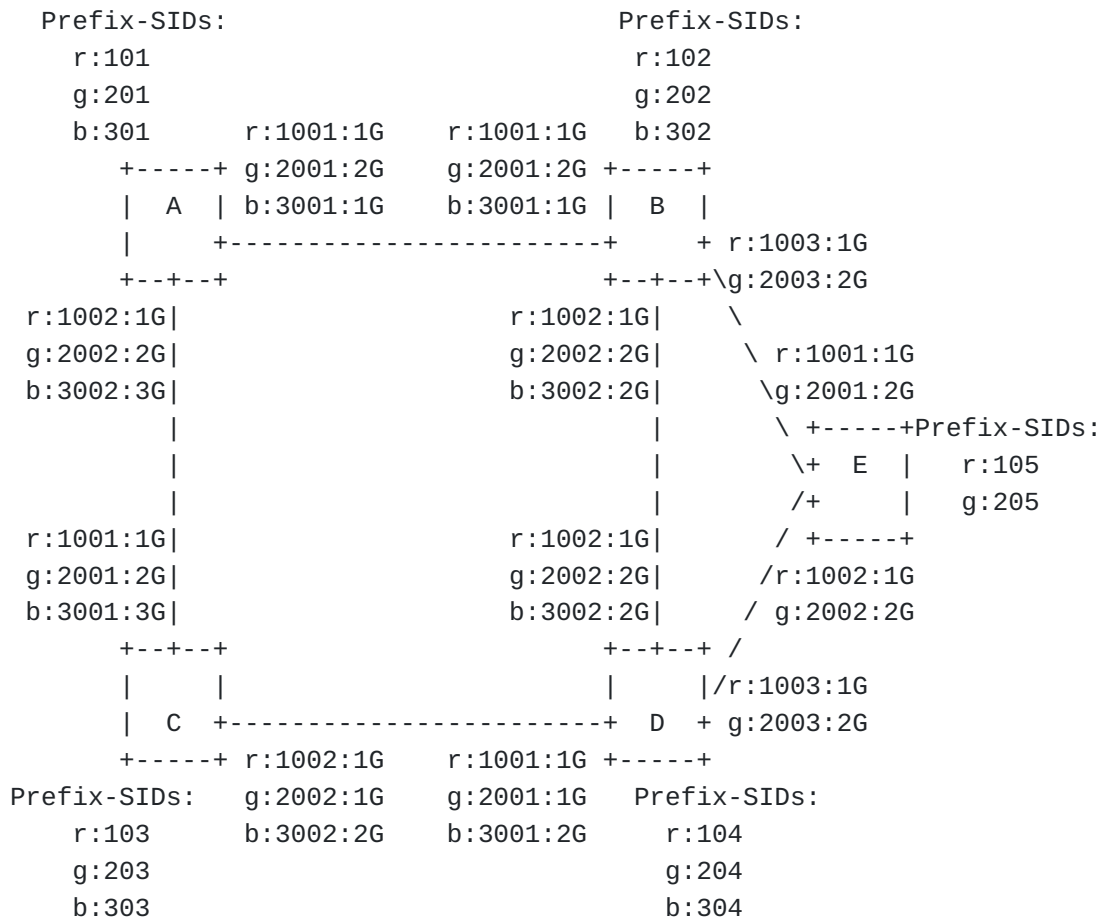 Prefix-SIDs: Prefix-SIDs:
r:101 r:102
g:201 g:202
b:301 r:1001:1G r:1001:1G b:302
+-----+ g:2001:2G g:2001:2G +-----+
| A | b:3001:1G b:3001:1G | B |
| +------------------------+ + r:1003:1G
+--+--+ +--+--+\g:2003:2G
r:1002:1G| r:1002:1G| \
g:2002:2G| g:2002:2G| \ r:1001:1G
b:3002:3G| b:3002:2G| \g:2001:2G
| | \ +-----+Prefix-SIDs:
| | \+ E | r:105
| | /+ | g:205
r:1001:1G| r:1002:1G| / +-----+
g:2001:2G| g:2002:2G| /r:1002:1G
b:3001:3G| b:3002:2G| / g:2002:2G
+--+--+ +--+--+ /
| | | |/r:1003:1G
| C +------------------------+ D + g:2003:2G
+-----+ r:1002:1G r:1001:1G +-----+
Prefix-SIDs: g:2002:1G g:2001:1G Prefix-SIDs:
r:103 b:3002:2G b:3001:2G r:104
g:203 g:204
b:303 b:304